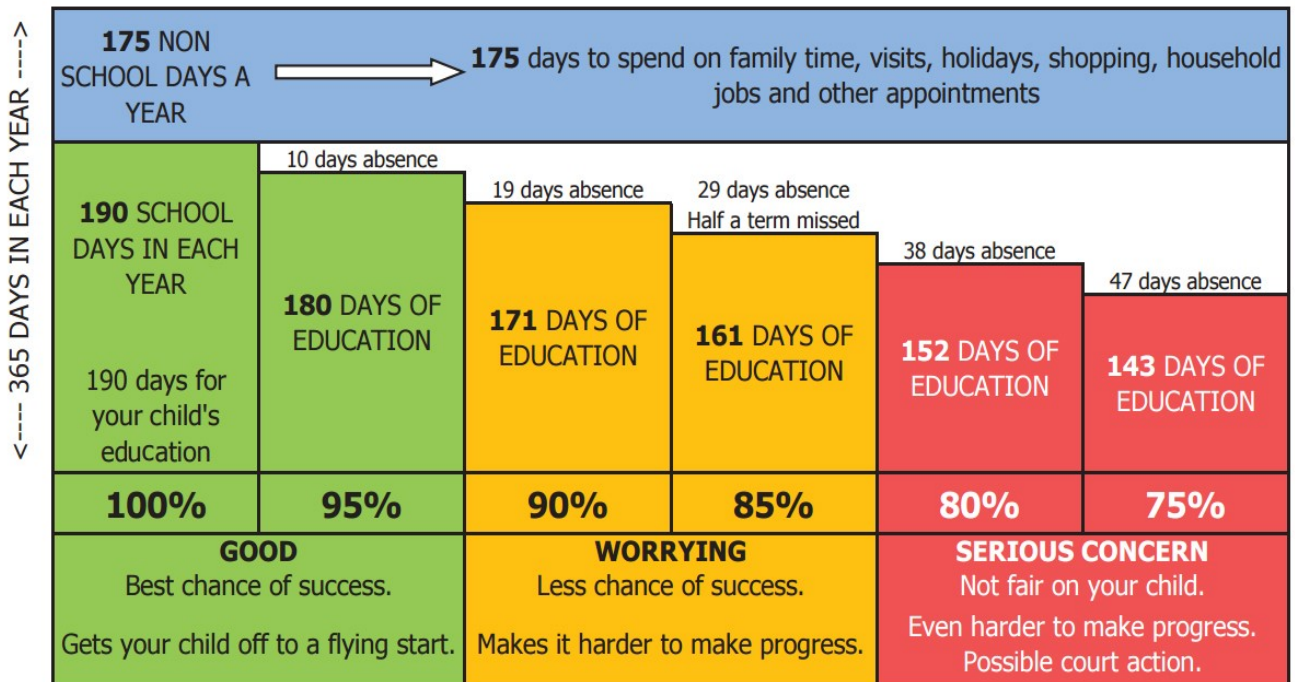 <---- 365 DAYS IN EACH YEAR ---->
175 NON
SCHOOL DAYS A
YEAR
175 days to spend on family time, visits, holidays, shopping, household
jobs and other appointments
190 SCHOOL
DAYS IN EACH
YEAR
190 days for
your child's
education
10 days absence
180 DAYS OF
EDUCATION
19 days absence
171 DAYS OF
EDUCATION
29 days absence
Half a term missed
161 DAYS OF
EDUCATION
38 days absence
152 DAYS OF
EDUCATION
47 days absence
143 DAYS OF
EDUCATION
100%
95%
90%
85%
80%
75%
GOOD
Best chance of success.
Gets your child off to a flying start.
WORRYING
Less chance of success.
Makes it harder to make progress.
SERIOUS CONCERN
Not fair on your child.
Even harder to make progress.
Possible court action.